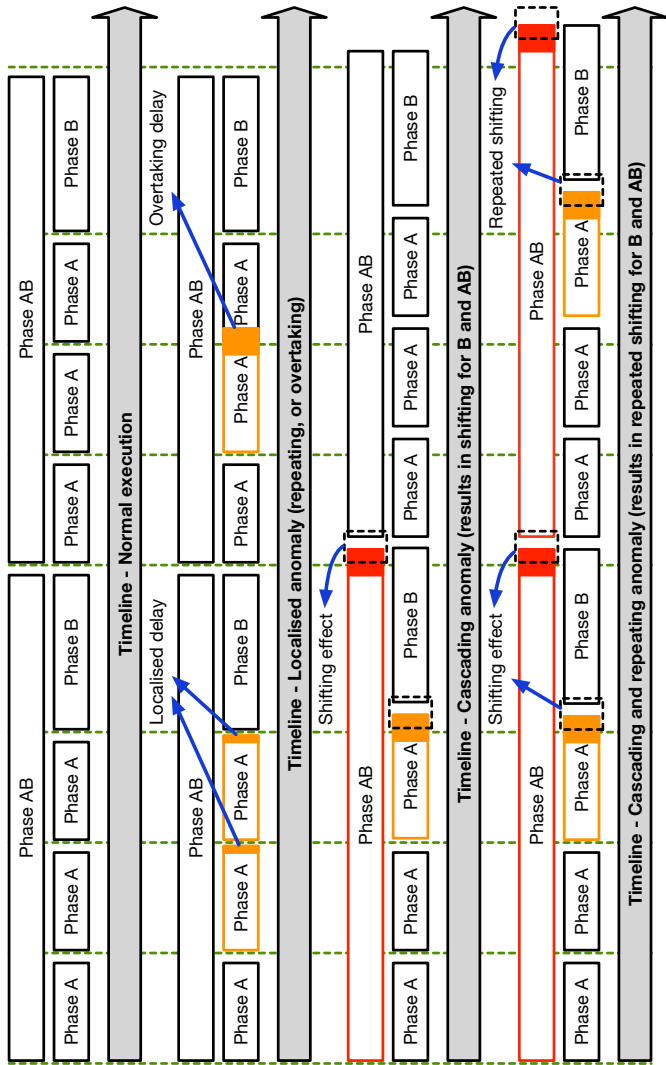 Phase AB
Phase AB
Phase A
Phase A
Phase A
Phase B
Phase A
Phase A
Phase A
Phase B
Timeline - Normal execution
Localised delay
Overtaking delay
Phase AB
Phase AB
Phase A
Phase A
Phase A
Phase B
Phase A
Phase A
Phase A
Phase B
Timeline - Localised anomaly (repeating, or overtaking)
Shifting effect
Phase AB
Phase AB
Phase A
Phase A
Phase A
Phase B
Phase A
Phase A
Phase A
Phase B
Timeline - Cascading anomaly (results in shifting for B and AB)
Shifting effect
Repeated shifting
Phase AB
Phase AB
Phase A
Phase A
Phase A
Phase B
Phase A
Phase A
Phase A
Phase B
Timeline - Cascading and repeating anomaly (results in repeated shifting for B and AB)